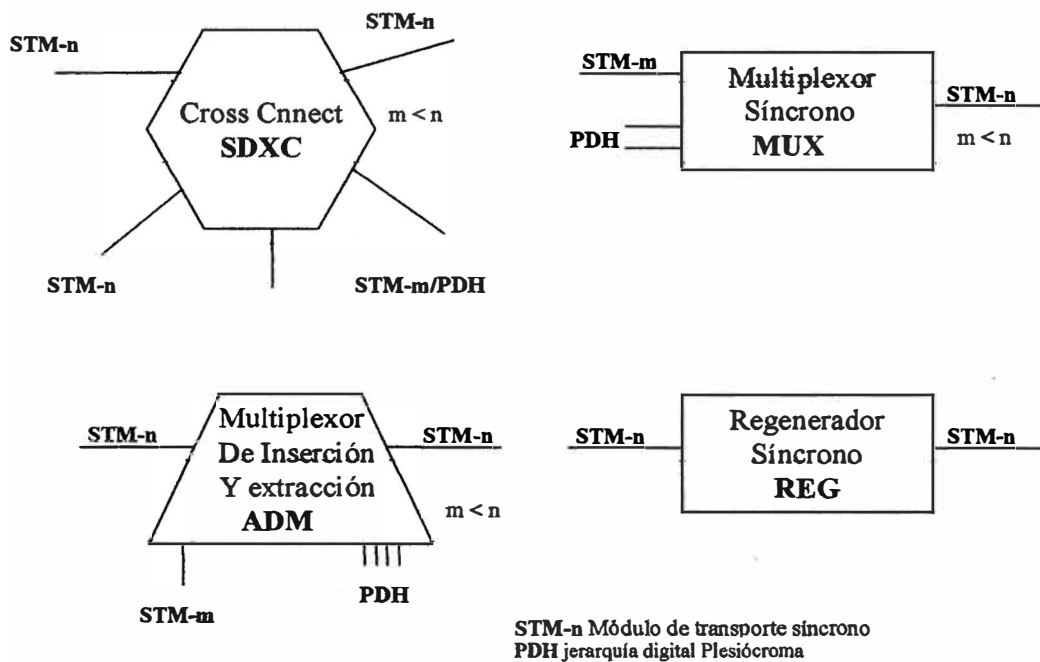 STM-n
STM-n
Cross Cnnect
SDXC
m < n
STM-n
STM-m/PDH
STM-m
PDH
Multiplexor
Síncrono
MUX
STM-n
m < n
STM-n
Multiplexor
De Inserción
Y extracción
ADM
STM-n
m < n
STM-m
PDH
STM-n
Regenerador
Síncrono
REG
STM-n
STM-n Módulo de transporte síncrono
PDH jerarquía digital Plesiócroma